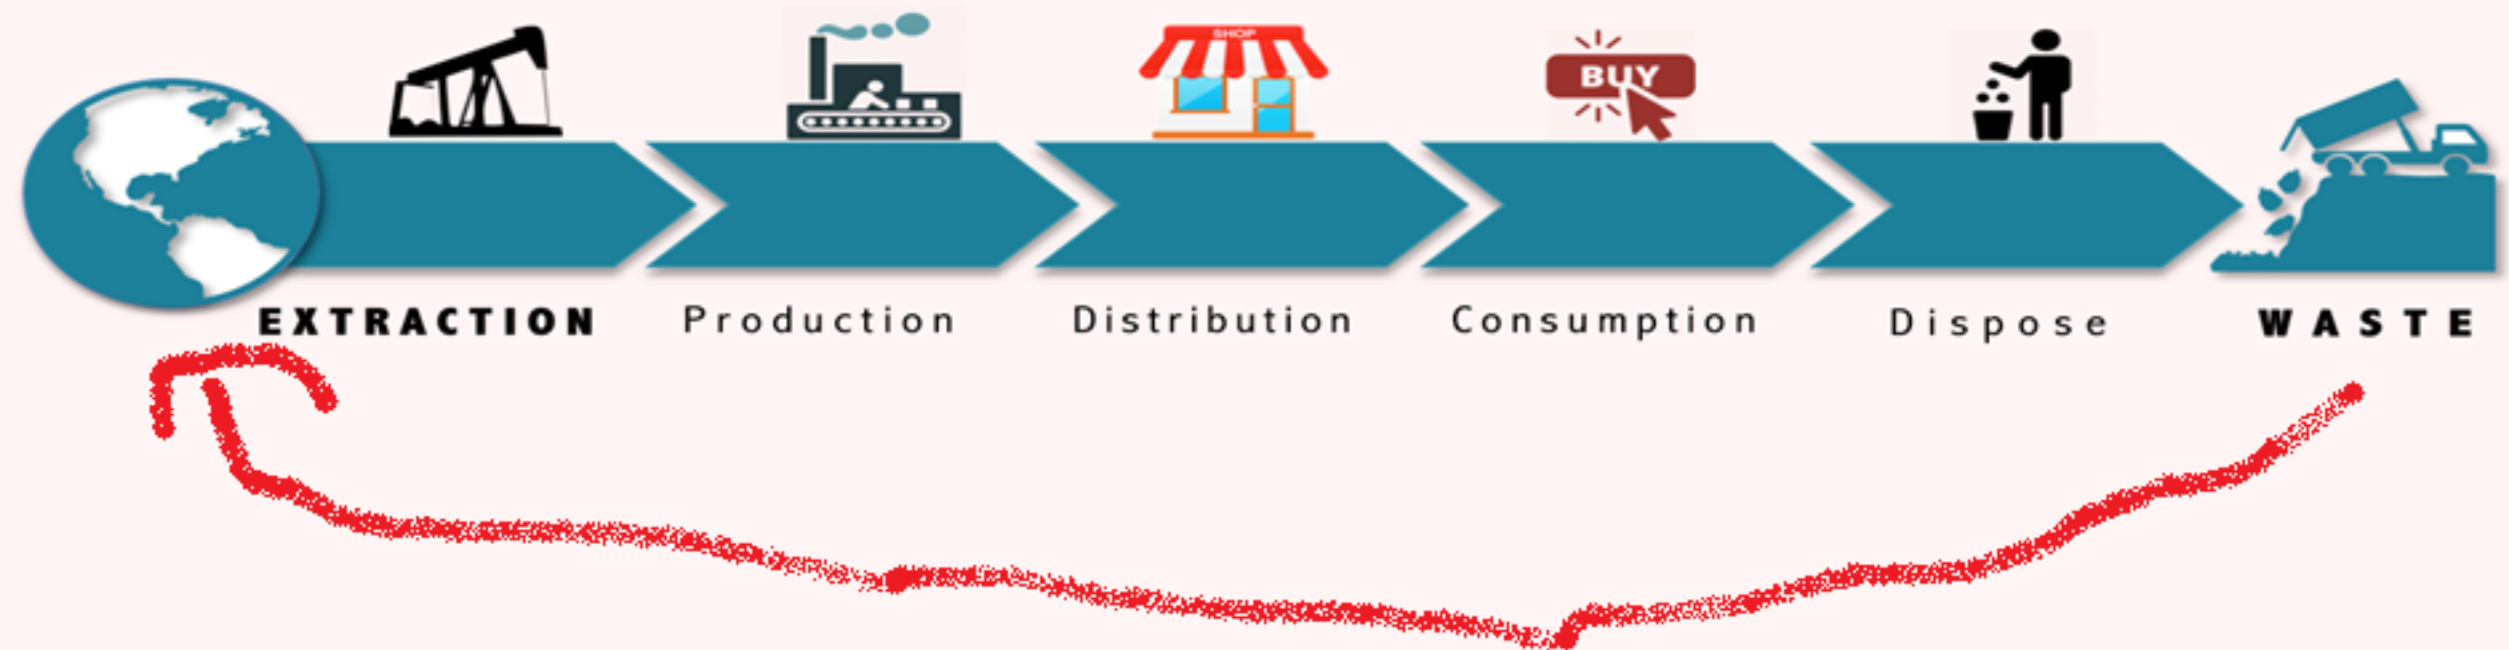 SHOP
BUY
EXTRACTION
Production
Distribution
Consumption
Dispose
WASTE